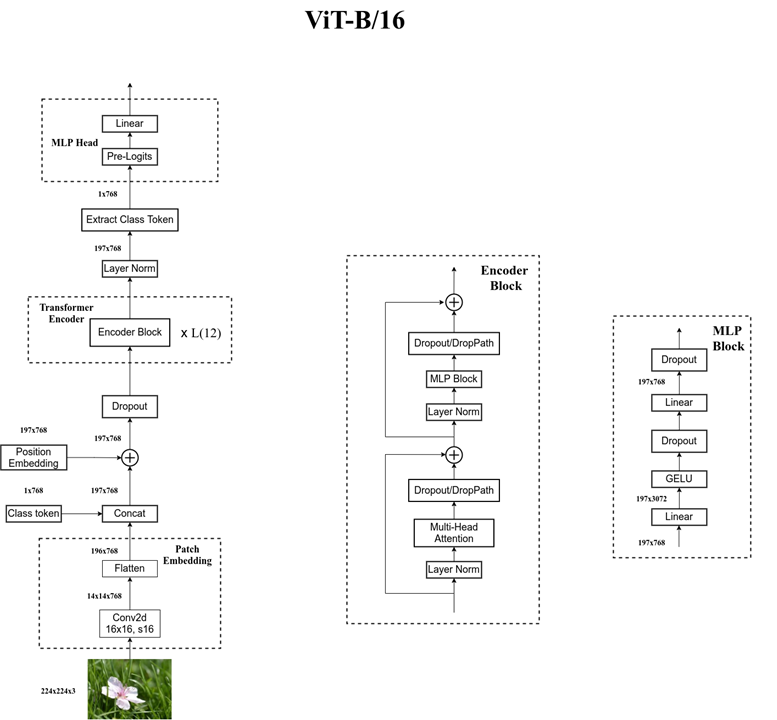 ViT-B/16
Linear
MLP Head
Pre-Logits
1x768
Extract Class Token
197x768
Layer Norm
Transformer
Encoder
Encoder Block
x L(12)
Dropout
197x768
197x768
Position
Embedding
1x768
197x768
Class token
Concat
196x768
Patch
Embedding
Flatten
14x14x768
Conv2d
16x16, s16
224x224x3
Encoder
Block
Dropout/DropPath
MLP Block
Layer Norm
Dropout/DropPath
Multi-Head
Attention
Layer Norm
MLP
Block
Dropout
197x768
Linear
Dropout
GELU
197x3072
Linear
197x768